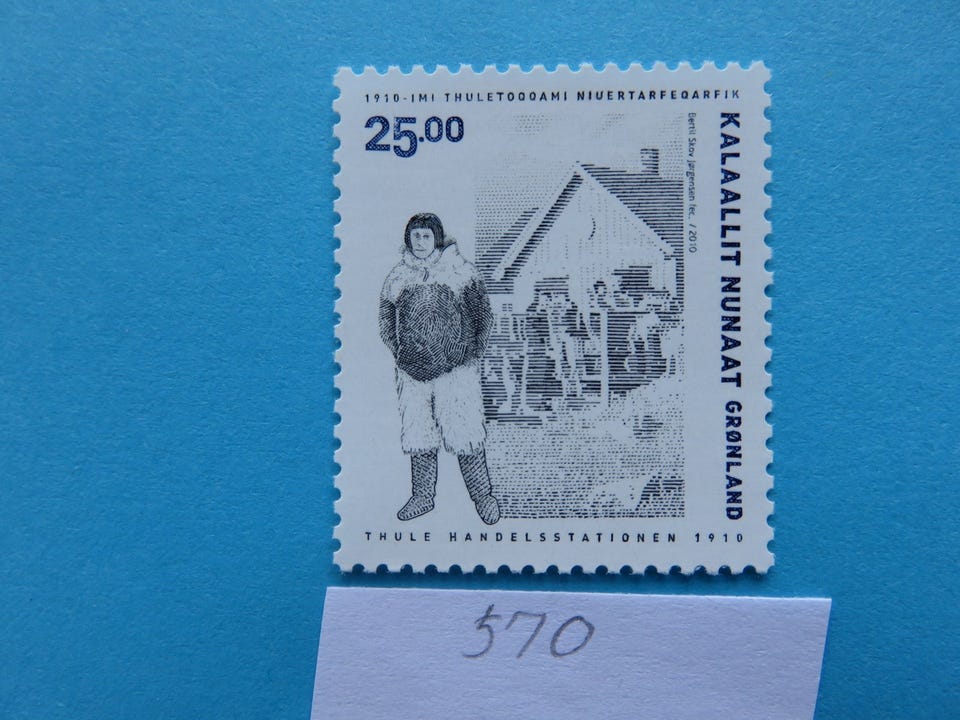 1910-IMI THULETOQQAMI NIUERTARFEQARFIK
25.00
Bertil Skov Jørgensen fec. / 2010
KALAALLIT NUNAAT GRØNLAND
THULE HANDELSSTATIONEN 1910
570